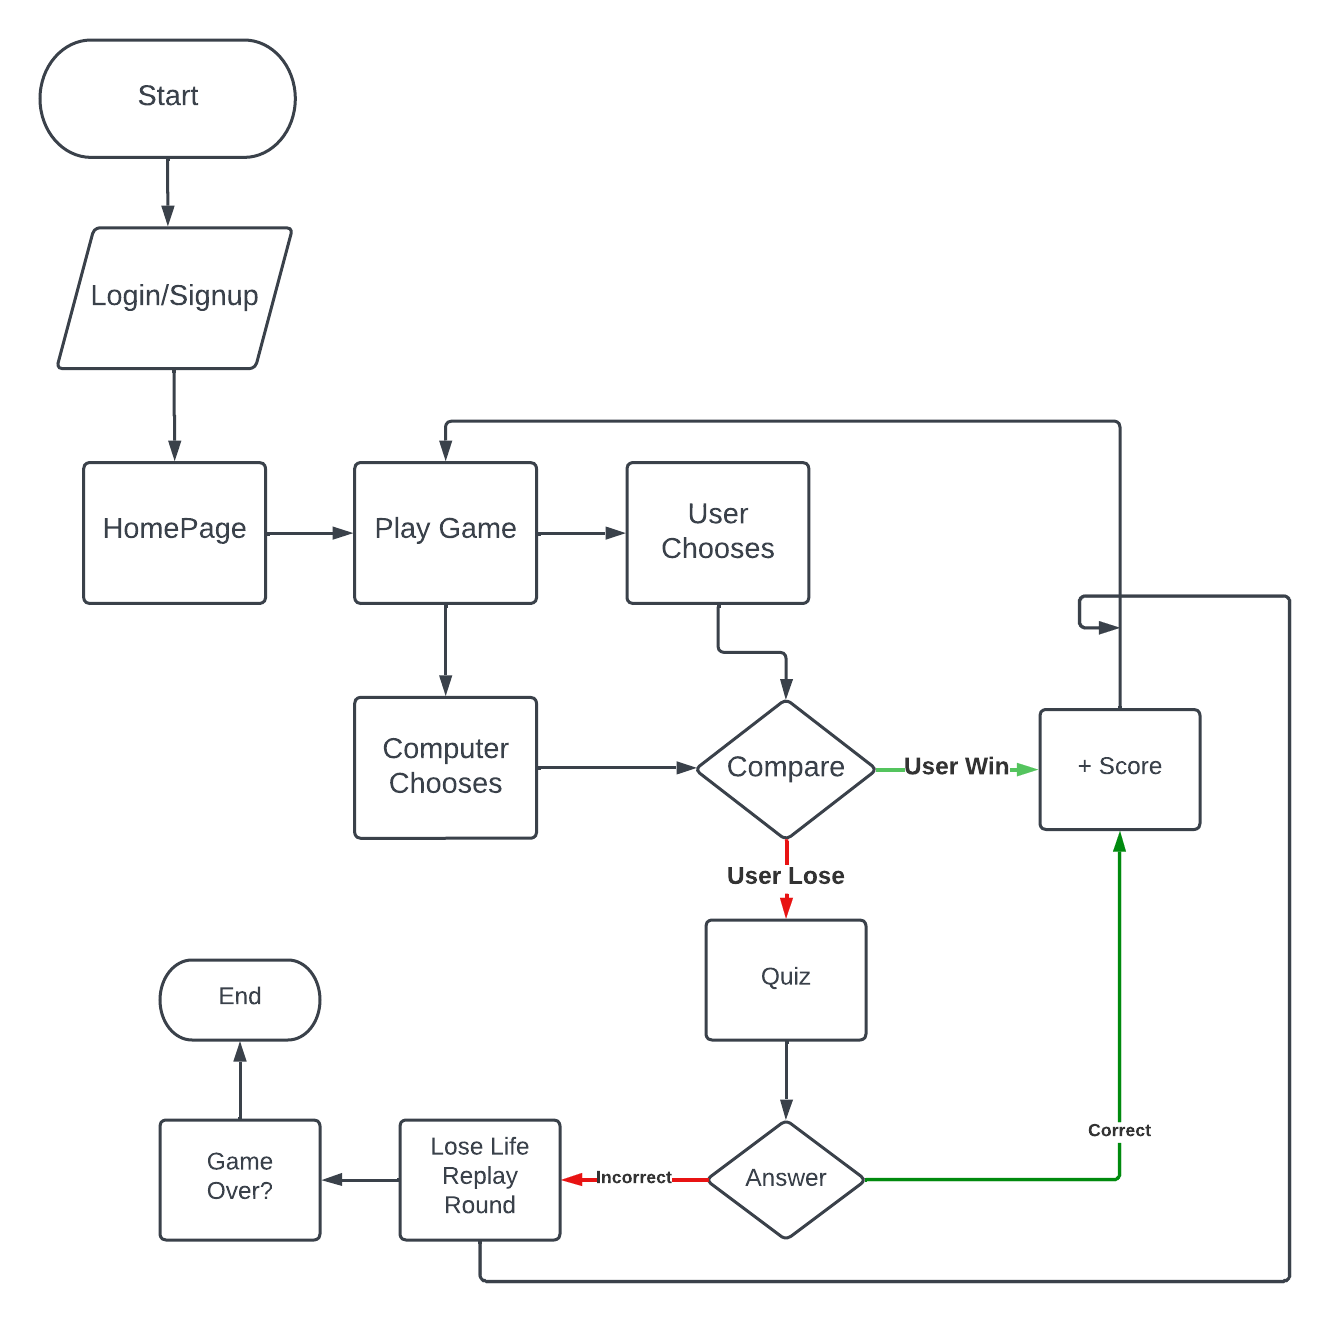 Start
Login/Signup
HomePage
Play Game
User
Chooses
Computer
Chooses
Compare
User Win
+ Score
User Lose
Quiz
End
Correct
Game
Over?
Lose Life
Replay
Round
Incorrect
Answer